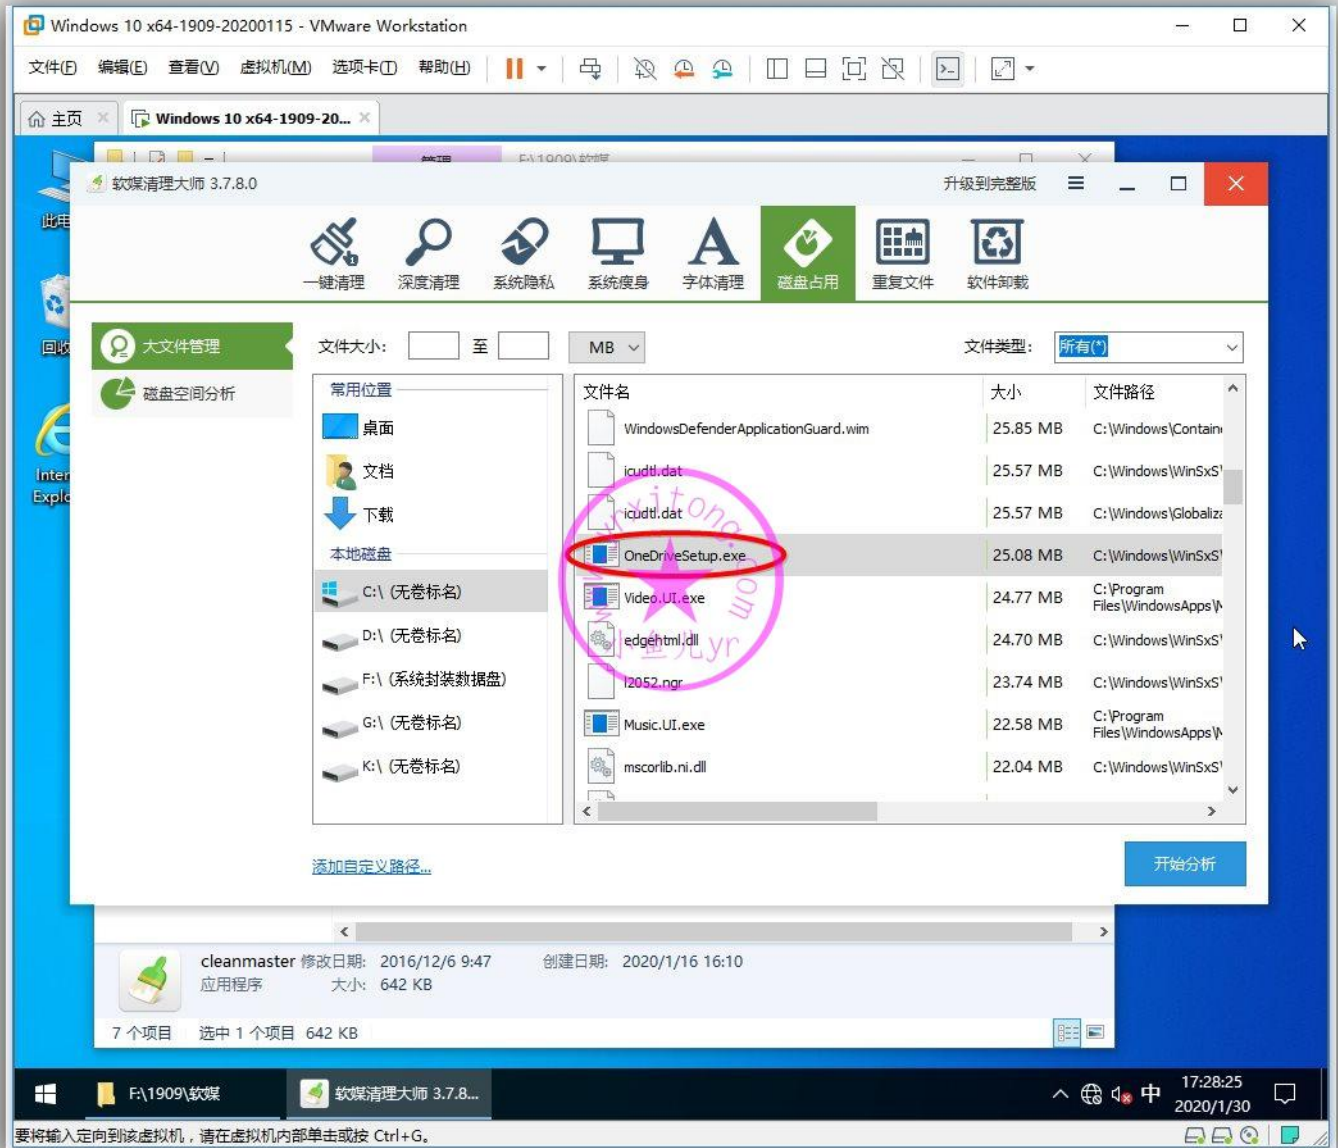 Windows 10 x64-1909-20200115 - VMware Workstation
文件(F) 编辑(E) 查看(V) 虚拟机(M) 选项卡(T) 帮助(H)
主页 Windows 10 x64-1909-20...
管理 F:\1909\软媒
软媒清理大师 3.7.8.0 升级到完整版
此电
回收
Inter
Explo
一键清理 深度清理 系统隐私 系统瘦身 字体清理 磁盘占用 重复文件 软件卸载
大文件管理
磁盘空间分析
文件大小: 至 MB 文件类型: 所有(*)
常用位置
桌面
文档
下载
本地磁盘
C:\ (无卷标名)
D:\ (无卷标名)
F:\ (系统封装数据盘)
G:\ (无卷标名)
K:\ (无卷标名)
文件名 大小 文件路径
WindowsDefenderApplicationGuard.wim 25.85 MB C:\Windows\Contain
icudtl.dat 25.57 MB C:\Windows\WinSxS\
icudtl.dat 25.57 MB C:\Windows\Globaliza
OneDriveSetup.exe 25.08 MB C:\Windows\WinSxS\
Video.UI.exe 24.77 MB C:\Program
Files\WindowsApps\M
edgehtml.dll 24.70 MB C:\Windows\WinSxS\
l2052.ngr 23.74 MB C:\Windows\WinSxS\
Music.UI.exe 22.58 MB C:\Program
Files\WindowsApps\M
mscorlib.ni.dll 22.04 MB C:\Windows\WinSxS\
www.yrxitong.com
小鱼儿yr
添加自定义路径... 开始分析
cleanmaster 修改日期: 2016/12/6 9:47 创建日期: 2020/1/16 16:10
应用程序 大小: 642 KB
7 个项目 选中 1 个项目 642 KB
F:\1909\软媒 软媒清理大师 3.7.8... 中 17:28:25
2020/1/30
要将输入定向到该虚拟机，请在虚拟机内部单击或按 Ctrl+G。